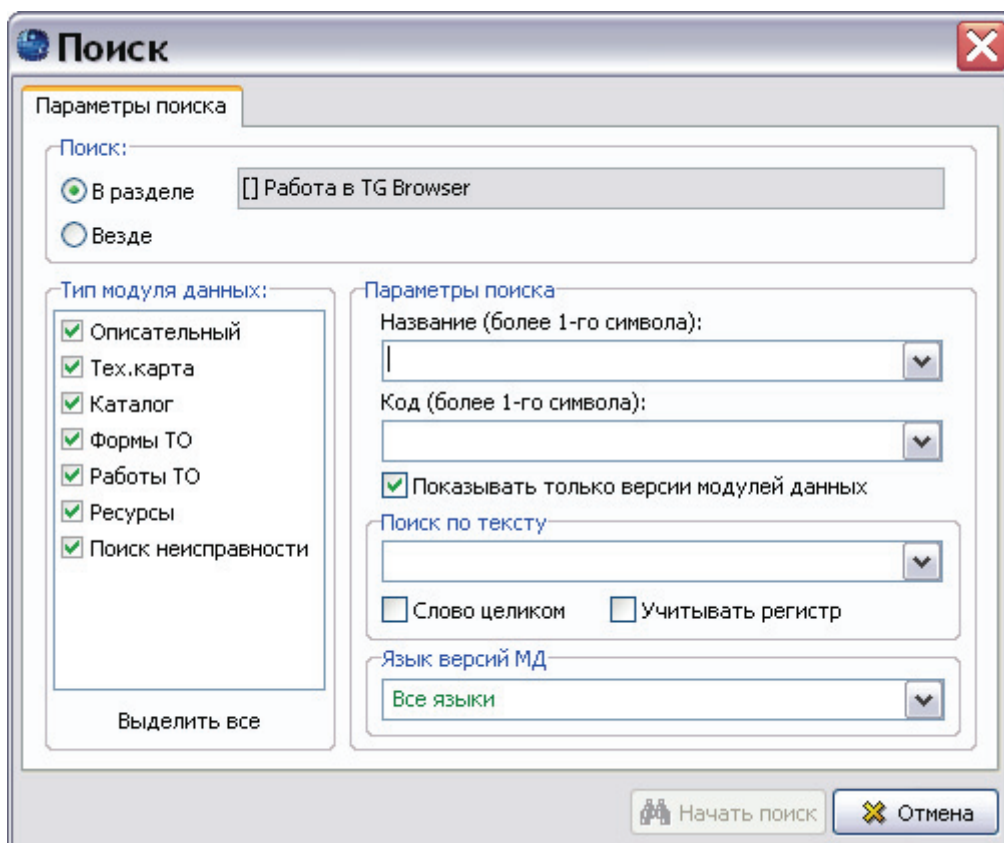 Поиск
Параметры поиска
Поиск:
В разделе
[] Работа в TG Browser
Везде
Тип модуля данных:
Описательный
Тех.карта
Каталог
Формы ТО
Работы ТО
Ресурсы
Поиск неисправности
Выделить все
Параметры поиска
Название (более 1-го символа):
Код (более 1-го символа):
Показывать только версии модулей данных
Поиск по тексту
Слово целиком
Учитывать регистр
Язык версий МД
Все языки
Начать поиск
Отмена